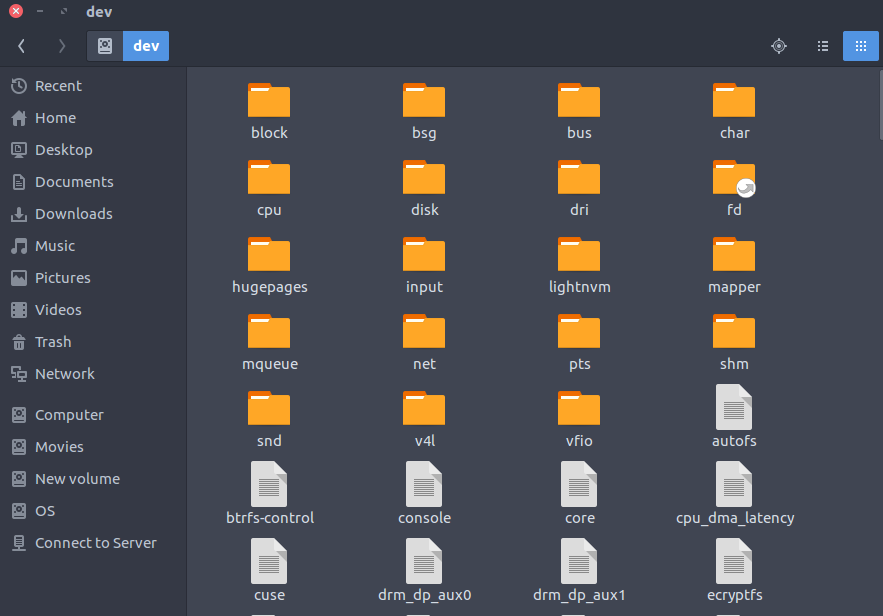 dev
dev
Recent
Home
Desktop
Documents
Downloads
Music
Pictures
Videos
Trash
Network
Computer
Movies
New volume
OS
Connect to Server
block bsg bus char
cpu disk dri fd
hugepages input lightnvm mapper
mqueue net pts shm
snd v4l vfio autofs
btrfs-control console core cpu_dma_latency
cuse drm_dp_aux0 drm_dp_aux1 ecryptfs